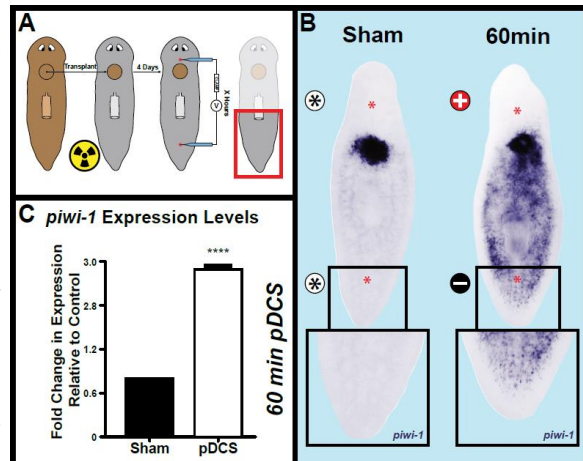 A
Transplant
4 Days
V
X Hours
B
Sham
60min
*
*
*
+
*
*
*
−
piwi-1
piwi-1
C
piwi-1 Expression Levels
Fold Change in Expression
Relative to Control
3.0
2.8
1.2
0.6
0
****
Sham
pDCS
60 min pDCS